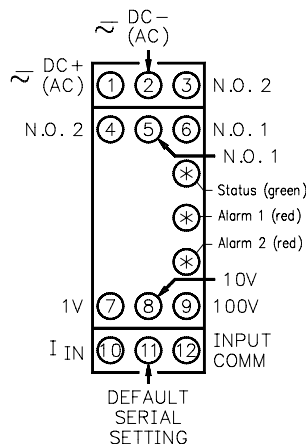 DC-
(AC)
DC+
(AC)
1 2 3 N.O. 2
N.O. 2 4 5 6 N.O. 1
N.O. 1
* Status (green)
* Alarm 1 (red)
* Alarm 2 (red)
10V
1V 7 8 9 100V
I IN 10 11 12 INPUT
COMM
DEFAULT
SERIAL
SETTING